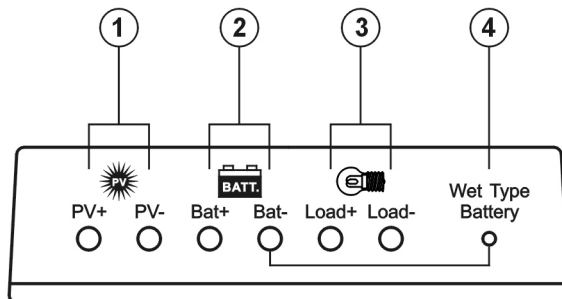 1 2 3 4
PV BATT.
Wet Type
PV+ PV- Bat+ Bat- Load+ Load- Battery